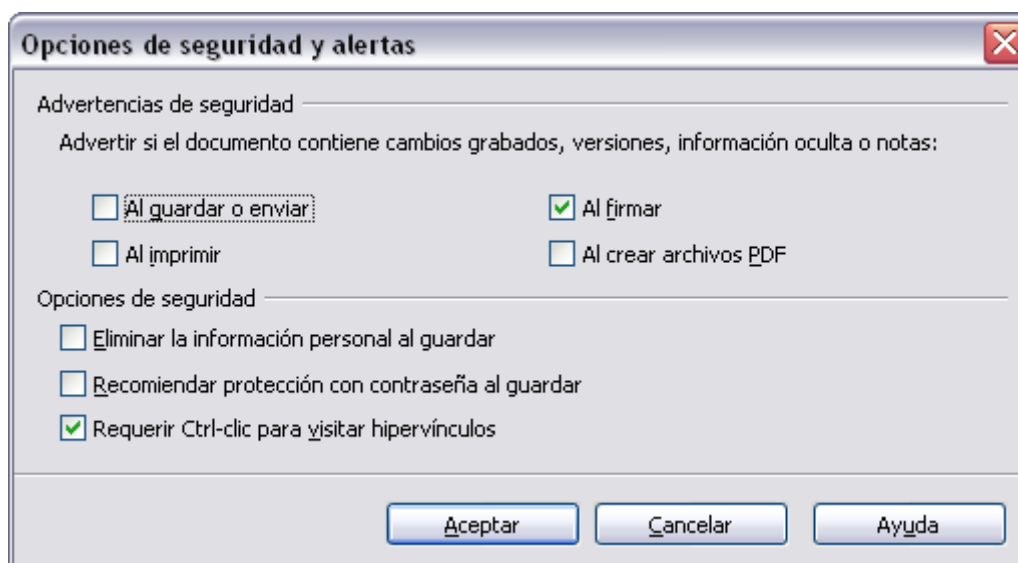 Opciones de seguridad y alertas
Advertencias de seguridad
Advertir si el documento contiene cambios grabados, versiones, información oculta o notas:
Al guardar o enviar
Al firmar
Al imprimir
Al crear archivos PDF
Opciones de seguridad
Eliminar la información personal al guardar
Recomiendar protección con contraseña al guardar
Requerir Ctrl-clic para visitar hipervínculos
Aceptar
Cancelar
Ayuda